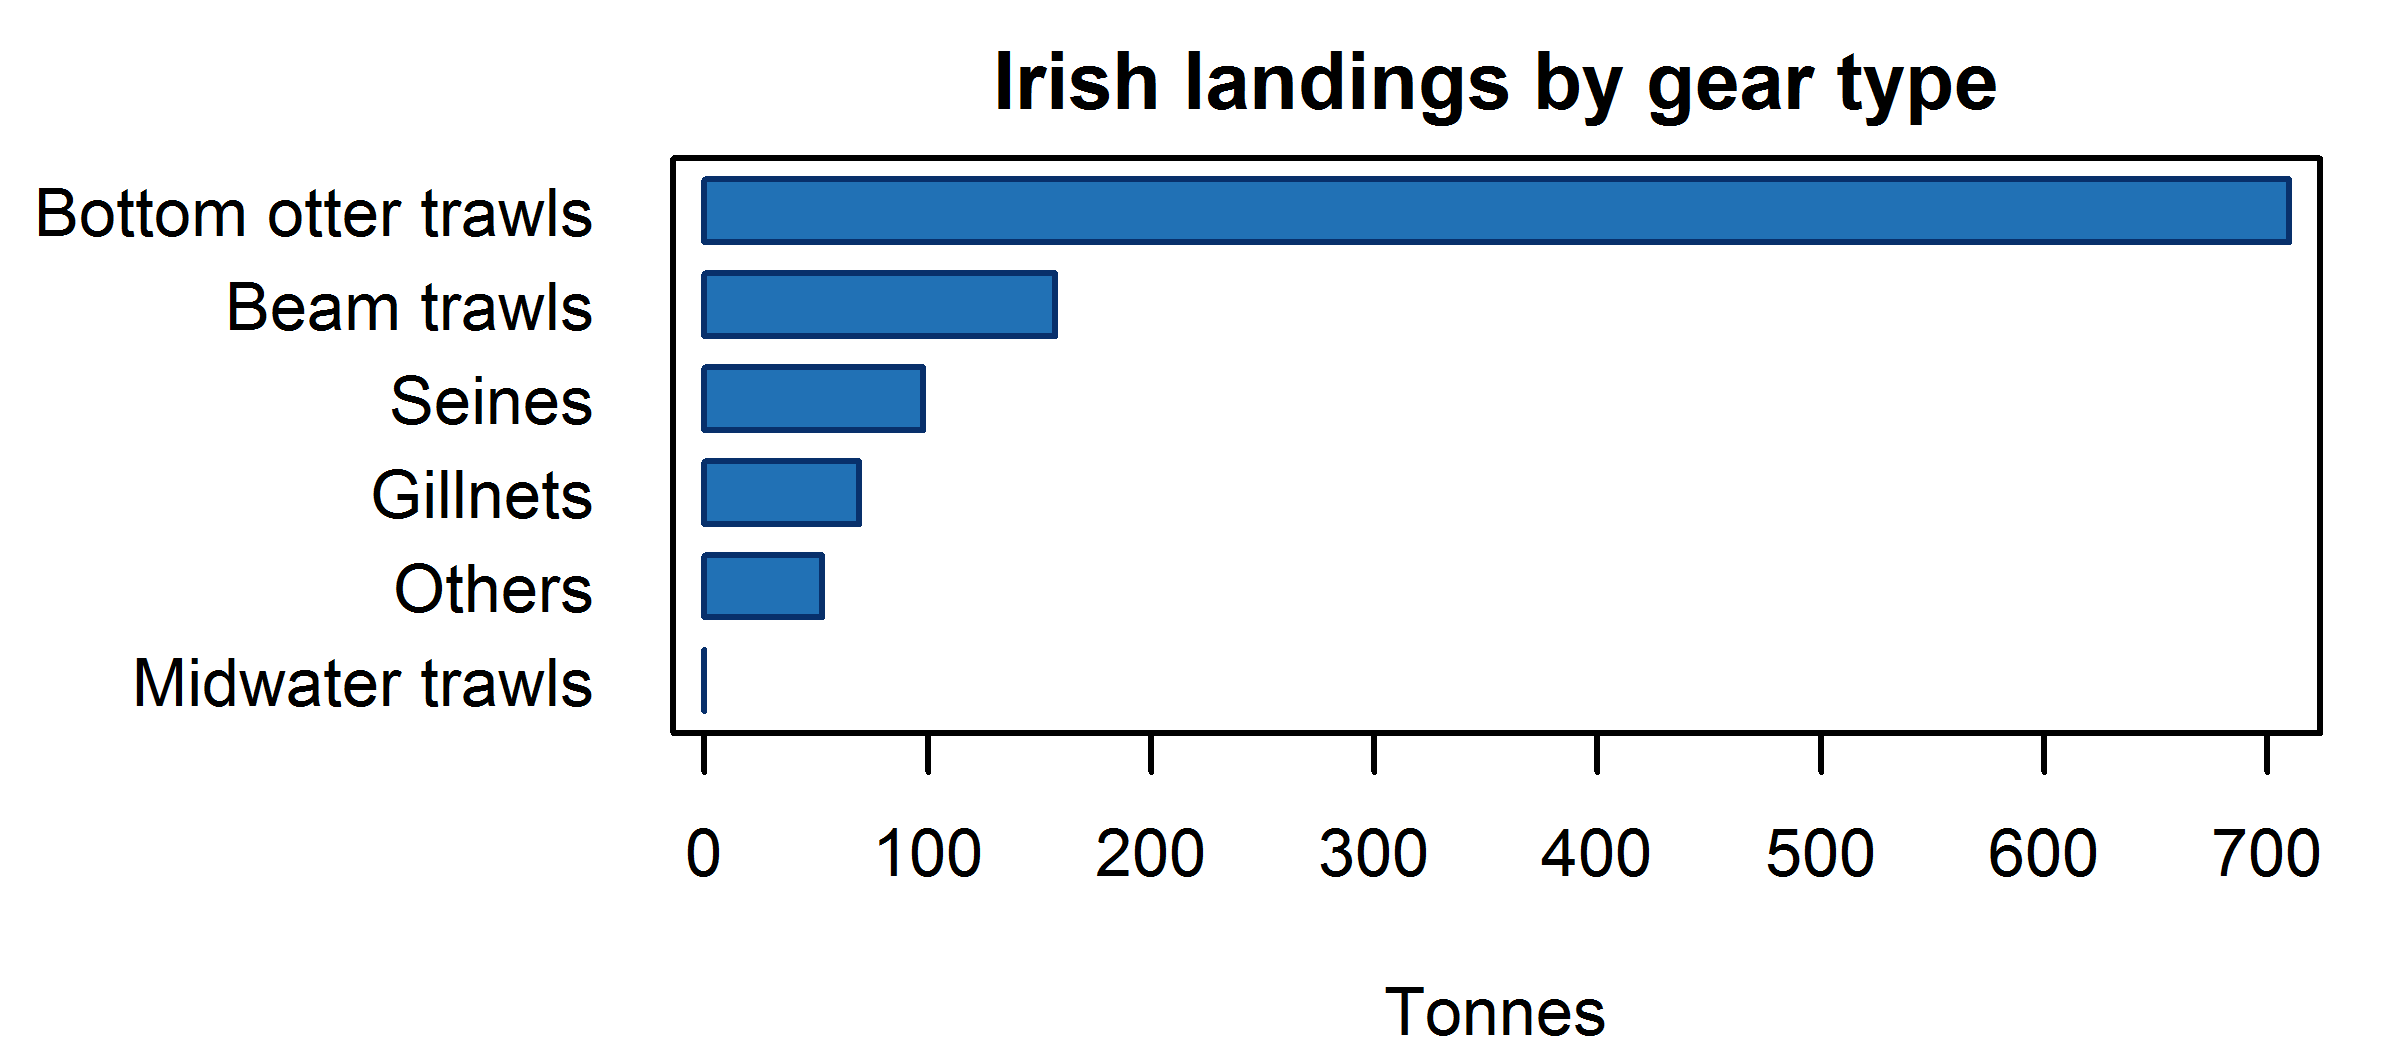 Irish landings by gear type
Bottom otter trawls
Beam trawls
Seines
Gillnets
Others
Midwater trawls
0 100 200 300 400 500 600 700
Tonnes